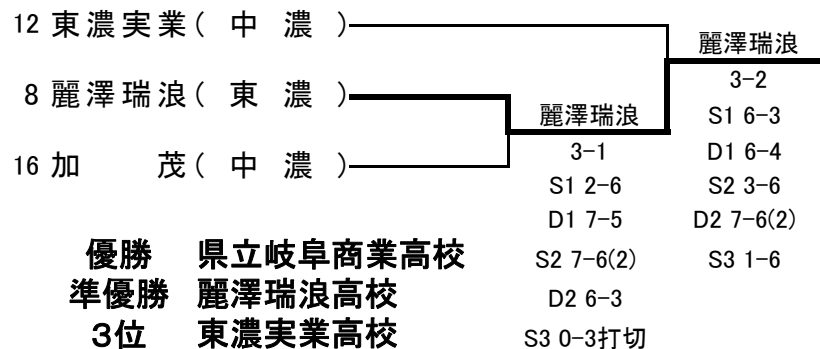 12 東濃実業( 中 濃 )
麗澤瑞浪
3-2
8 麗澤瑞浪( 東 濃 )
麗澤瑞浪
S1 6-3
16 加 茂( 中 濃 )
3-1
D1 6-4
S1 2-6
S2 3-6
D1 7-5
D2 7-6(2)
優勝 県立岐阜商業高校
S2 7-6(2)
S3 1-6
準優勝 麗澤瑞浪高校
D2 6-3
3位 東濃実業高校
S3 0-3打切